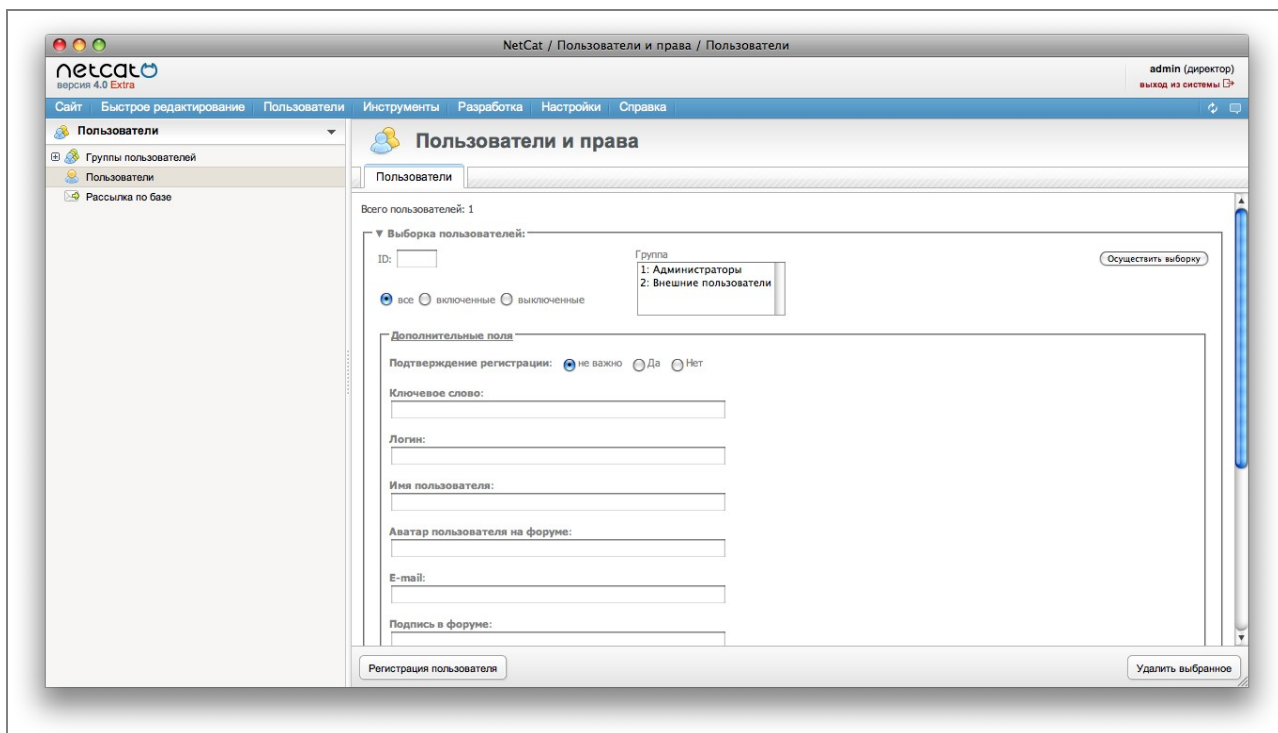 NetCat / Пользователи и права / Пользователи
netcat
версия 4.0 Extra
admin (директор)
выход из системы
Сайт Быстрое редактирование Пользователи Инструменты Разработка Настройки Справка
Пользователи
Группы пользователей
Пользователи
Рассылка по базе
Пользователи и права
Пользователи
Всего пользователей: 1
▼ Выборка пользователей:
ID:
Группа
1: Администраторы
2: Внешние пользователи
Осуществить выборку
все включенные выключенные
Дополнительные поля
Подтверждение регистрации: не важно Да Нет
Ключевое слово:
Логин:
Имя пользователя:
Аватар пользователя на форуме:
E-mail:
Подпись в форуме:
Регистрация пользователя
Удалить выбранное